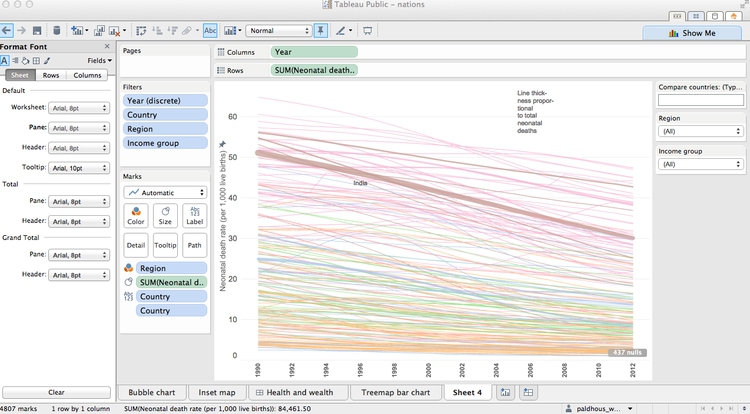 Tableau Public - nations
Abc
Normal
Show Me
Format Font
Fields
Sheet
Rows
Columns
Default
Worksheet:
Arial, 8pt
Pane:
Arial, 8pt
Header:
Arial, 8pt
Tooltip:
Arial, 10pt
Total
Pane:
Arial, 8pt
Header:
Arial, 8pt
Grand Total
Pane:
Arial, 8pt
Header:
Arial, 8pt
Clear
Pages
Filters
Year (discrete)
Country
Region
Income group
Marks
Automatic
Color
Size
Abc
123
Label
Detail
Tooltip
Path
Region
SUM(Neonatal d..
Country
Country
Columns
Year
Rows
SUM(Neonatal death..
Neonatal death rate (per 1,000 live births)
60
50
40
30
20
10
0
1990
1992
1994
1996
1998
2000
2002
2004
2006
2008
2010
2012
India
Line thick-
ness propor-
tional
to total
neonatal
deaths
437 nulls
Compare countries: (Typ...
Region
(All)
Income group
(All)
Bubble chart
Inset map
Health and wealth
Treemap bar chart
Sheet 4
4807 marks
1 row by 1 column
SUM(Neonatal death rate (per 1,000 live births)): 84,461.50
paldhous_w...